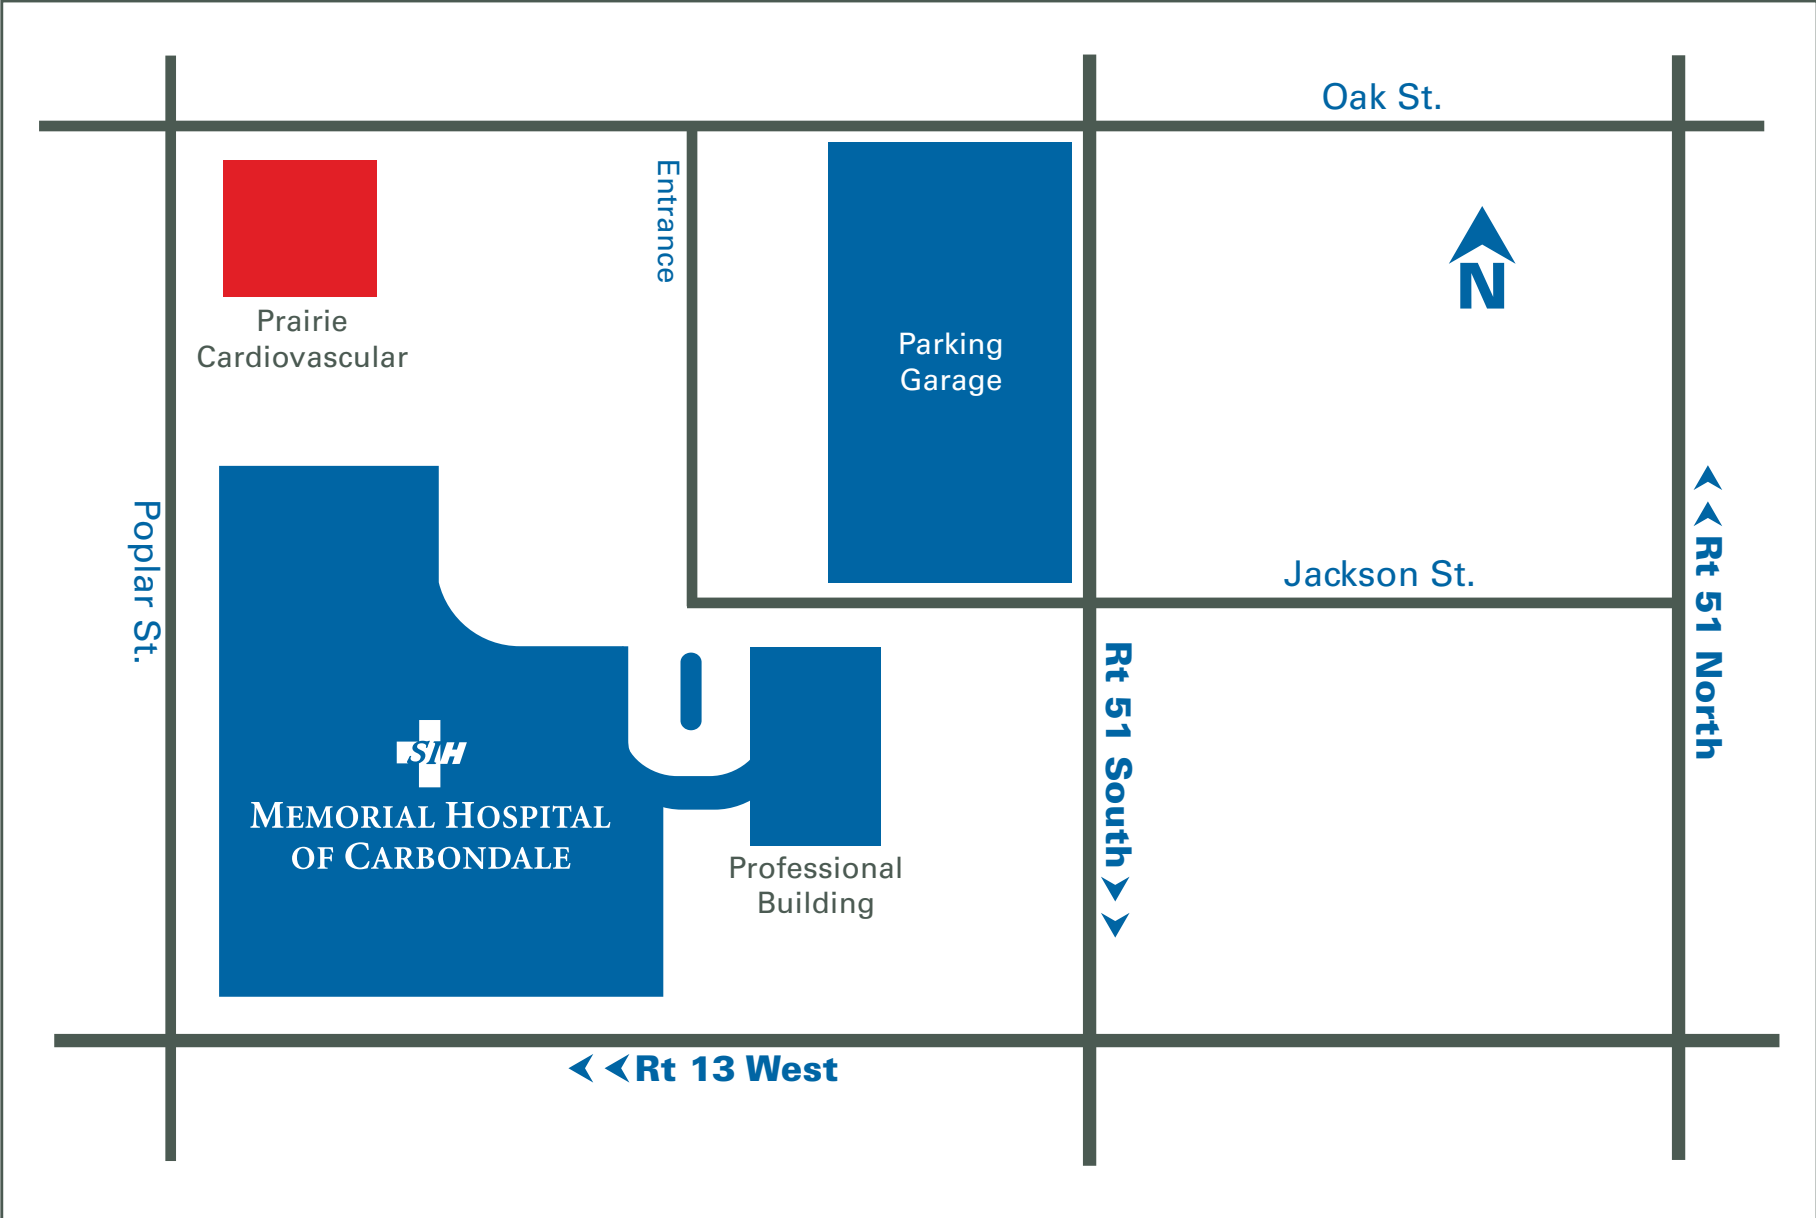 Oak St.
Entrance
Prairie
Cardiovascular
Parking
Garage
N
Poplar St.
Jackson St.
Rt 51 North
Rt 51 South
SIH
MEMORIAL HOSPITAL
OF CARBONDALE
Professional
Building
Rt 13 West